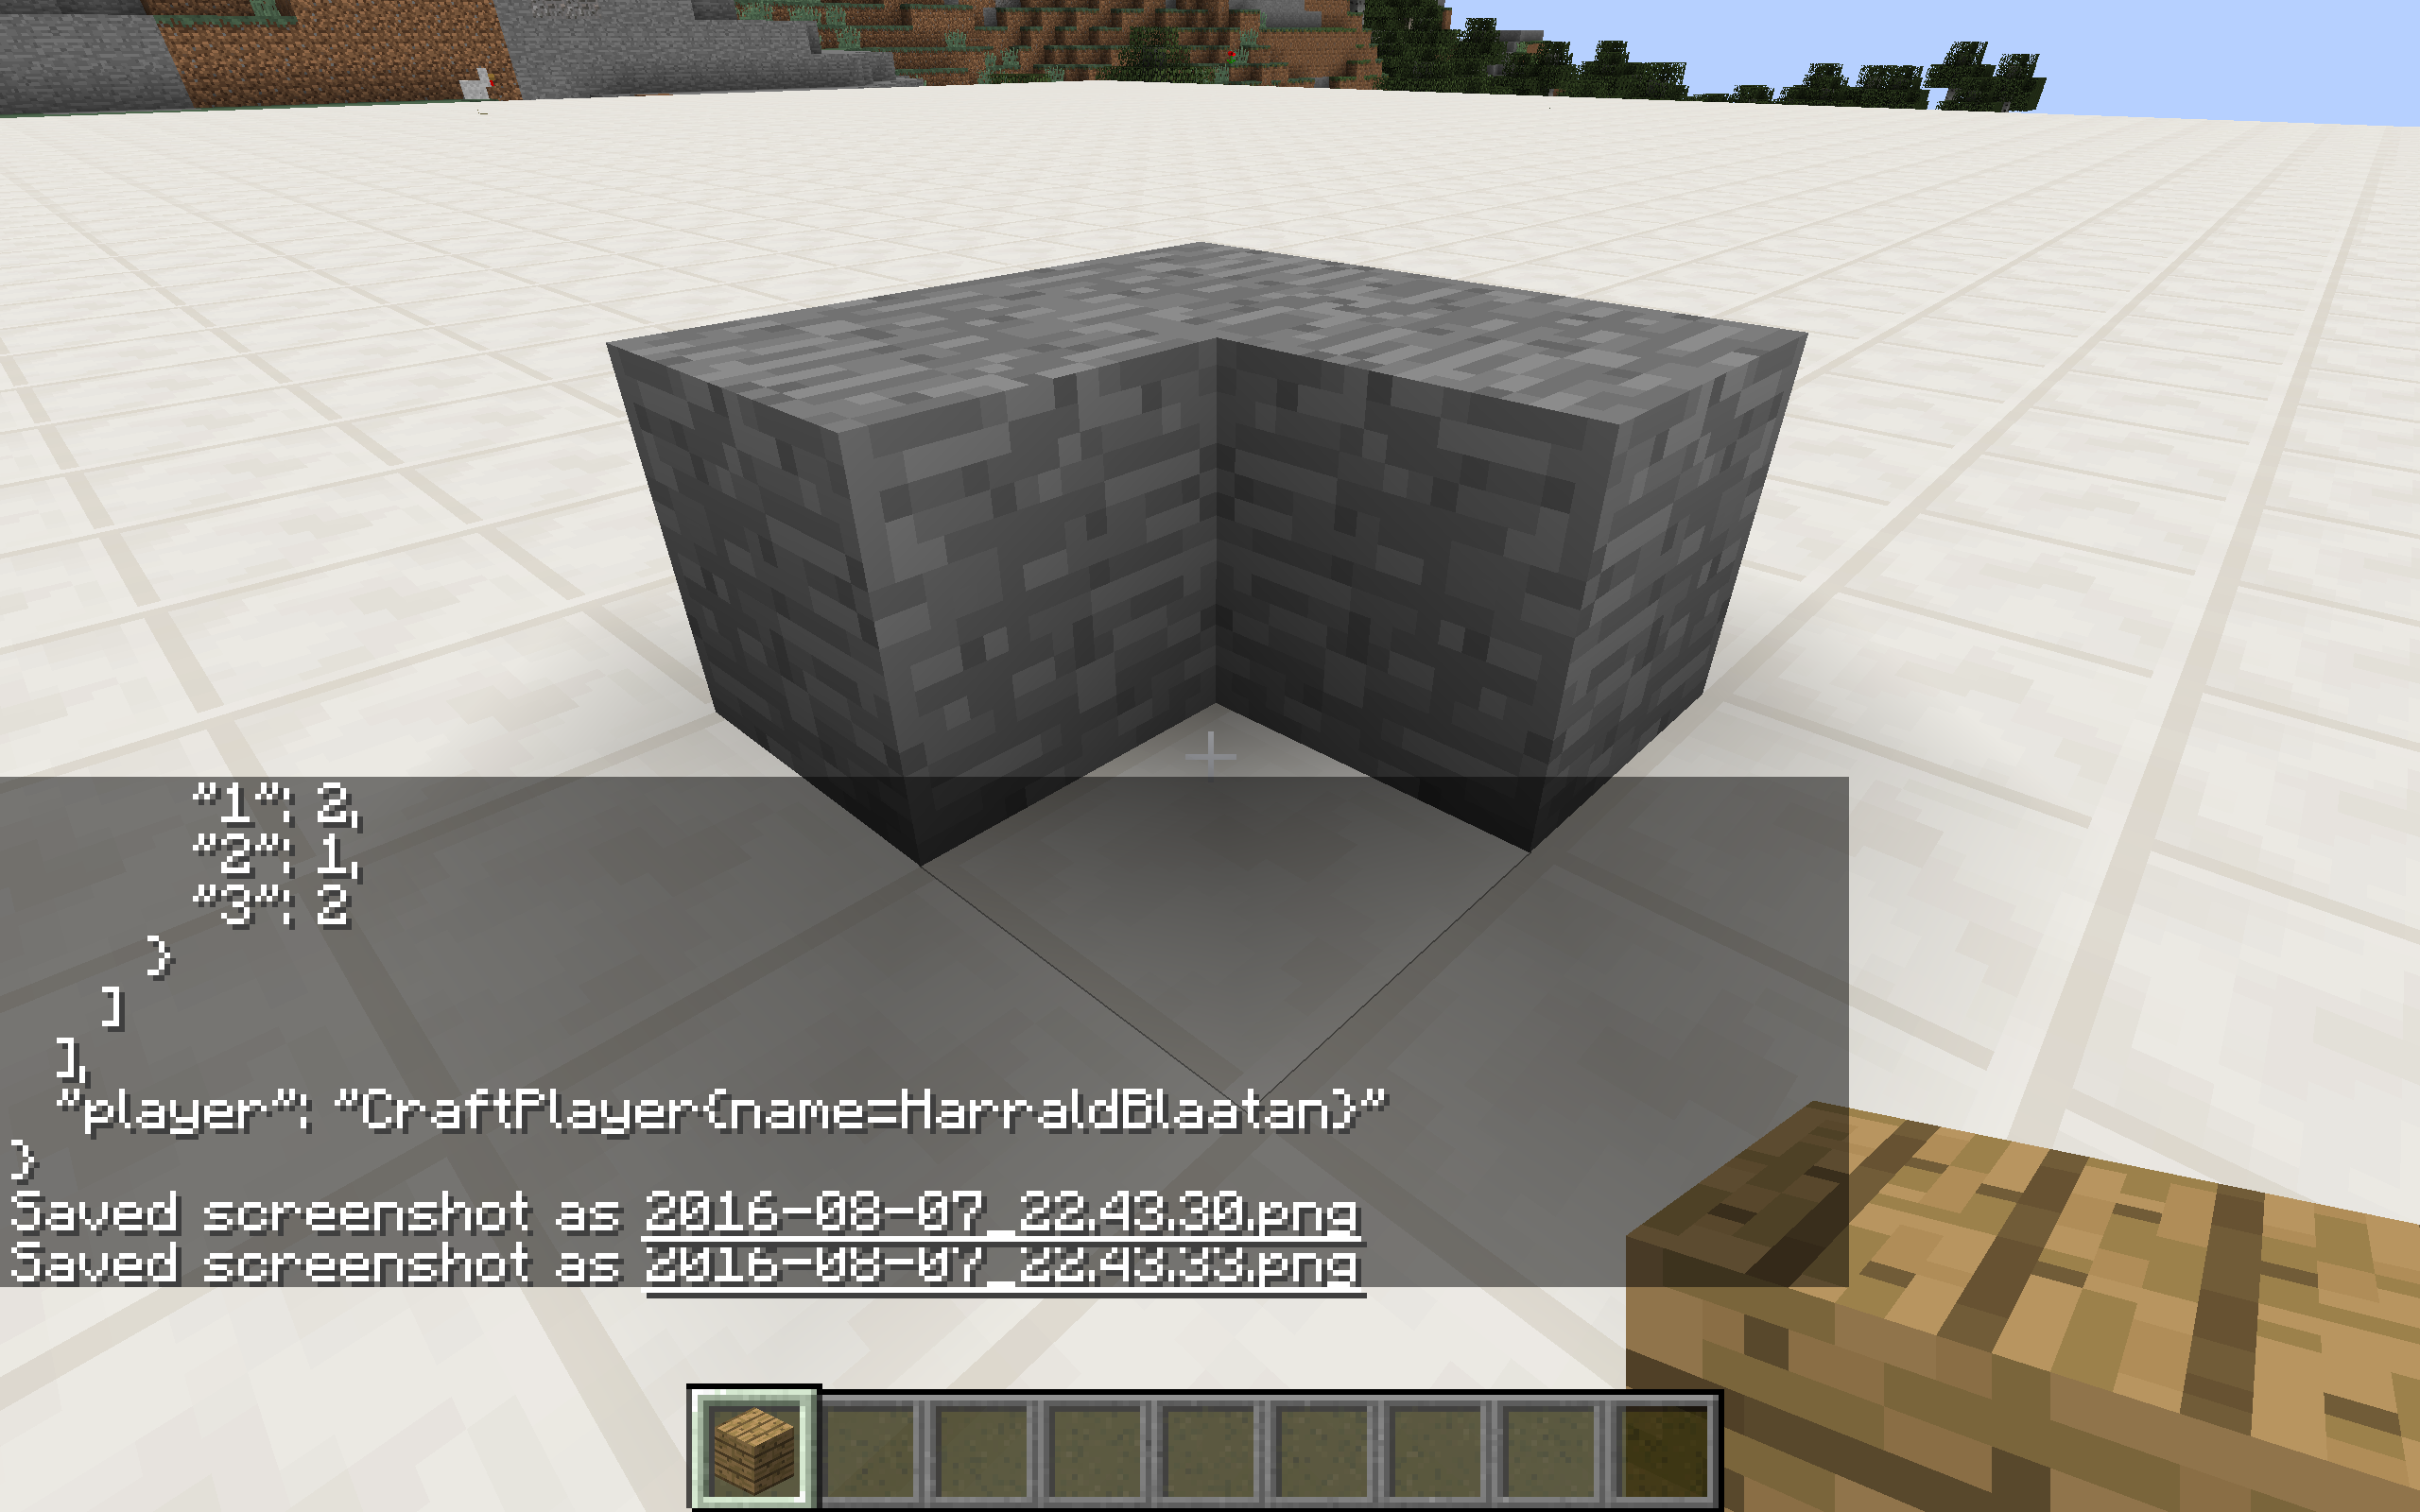 "1": 2,
"2": 1,
"3": 2
}
]
],
"player": "CraftPlayer{name=HarraldBlaatan}"
}
Saved screenshot as 2016-08-07_22.43.30.png
Saved screenshot as 2016-08-07_22.43.33.png